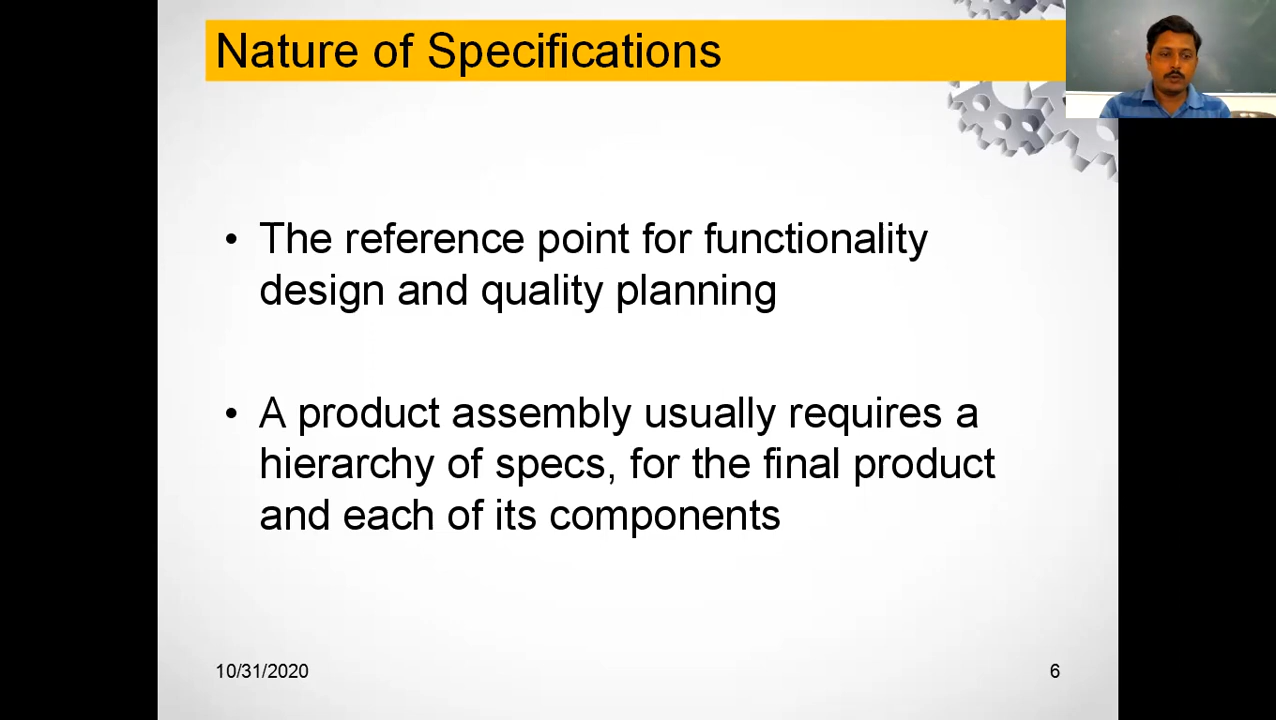 Nature of Specifications
• The reference point for functionality
design and quality planning
• A product assembly usually requires a
hierarchy of specs, for the final product
and each of its components
10/31/2020
6